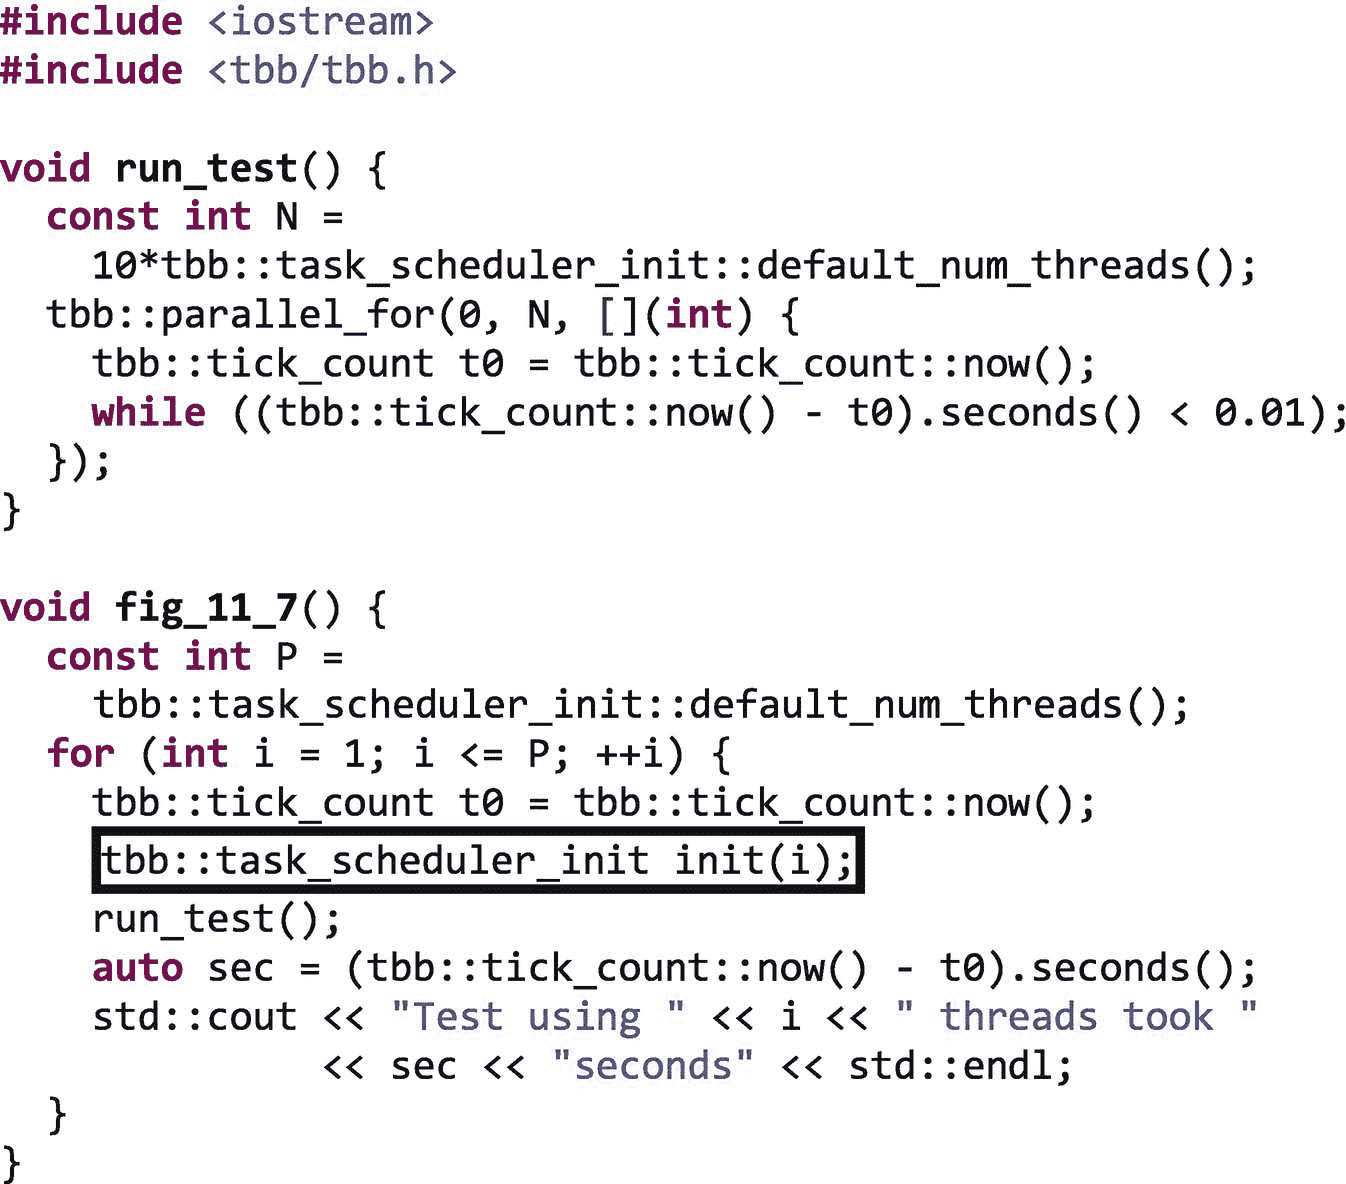 #include <iostream>
#include <tbb/tbb.h>

void run_test() {
  const int N =
    10*tbb::task_scheduler_init::default_num_threads();
  tbb::parallel_for(0, N, [](int) {
    tbb::tick_count t0 = tbb::tick_count::now();
    while ((tbb::tick_count::now() - t0).seconds() < 0.01);
  });
}

void fig_11_7() {
  const int P =
    tbb::task_scheduler_init::default_num_threads();
  for (int i = 1; i <= P; ++i) {
    tbb::tick_count t0 = tbb::tick_count::now();
    tbb::task_scheduler_init init(i);
    run_test();
    auto sec = (tbb::tick_count::now() - t0).seconds();
    std::cout << "Test using " << i << " threads took "
              << sec << "seconds" << std::endl;
  }
}